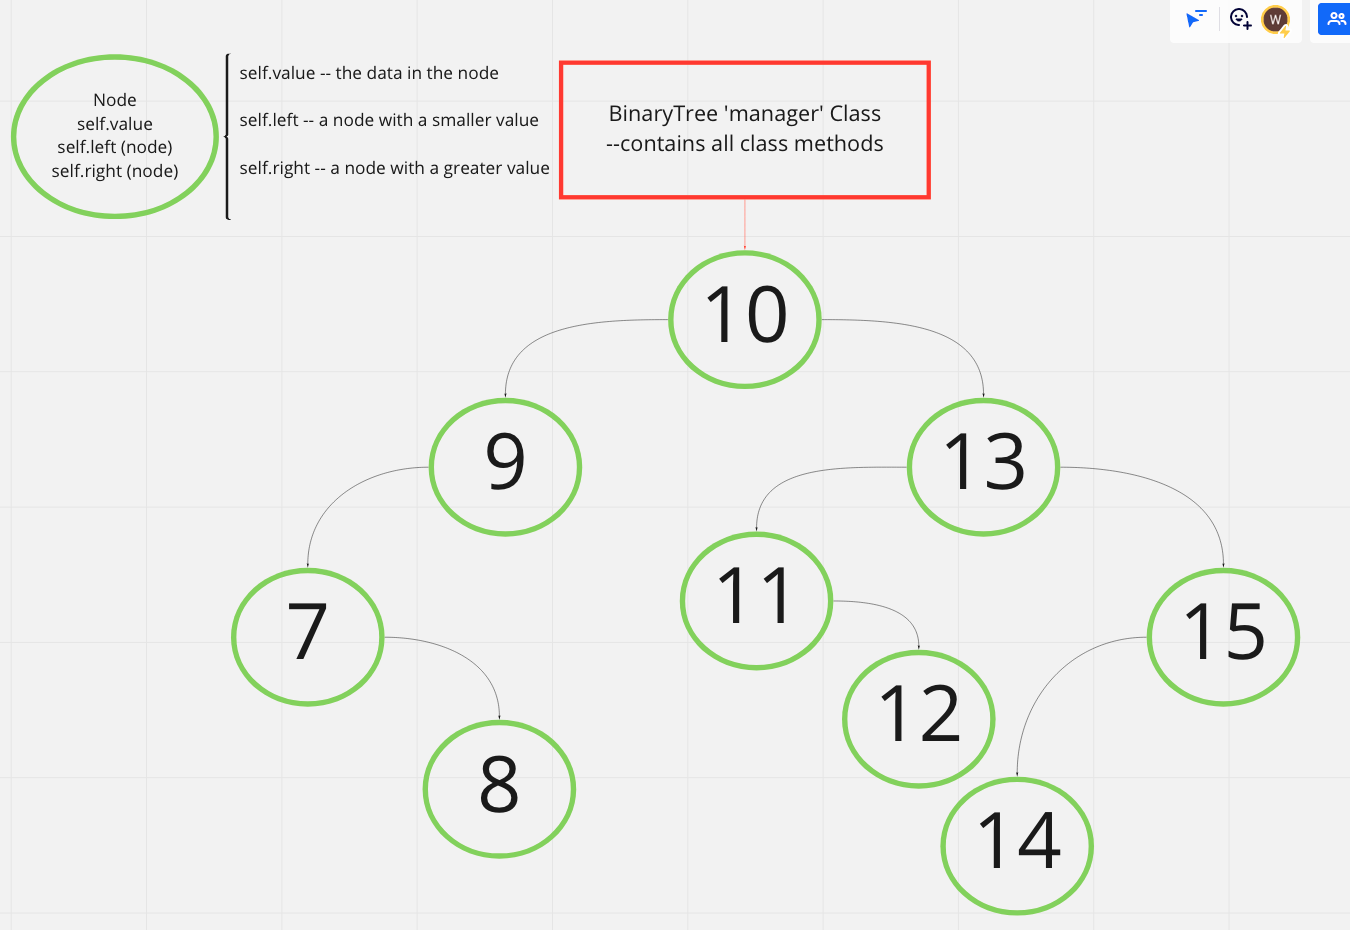 W
Node
self.value
self.left (node)
self.right (node)
self.value -- the data in the node
self.left -- a node with a smaller value
self.right -- a node with a greater value
BinaryTree 'manager' Class
--contains all class methods
10
9
13
11
7
15
12
8
14